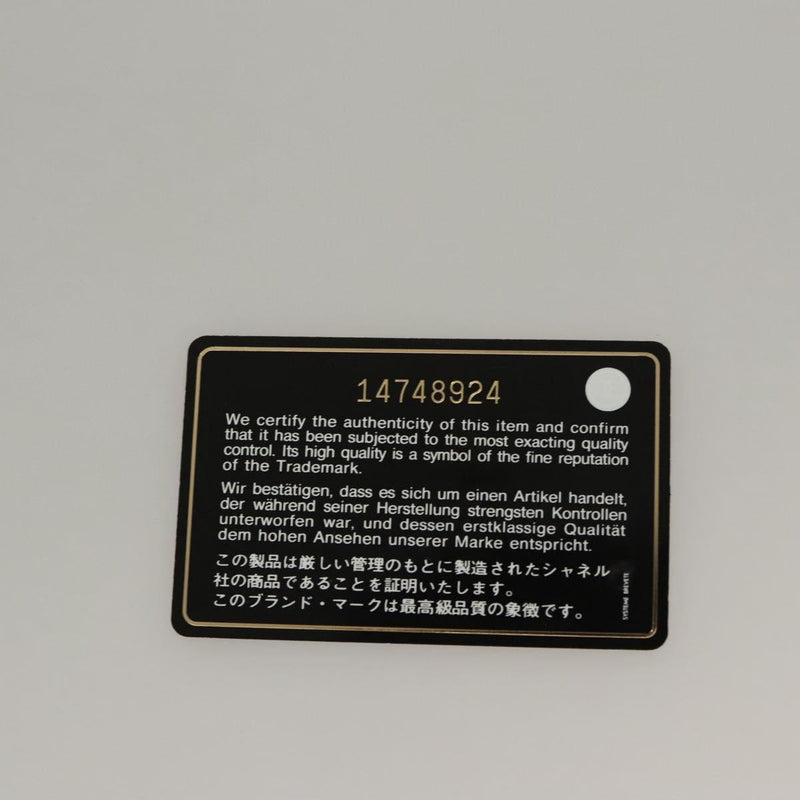 14748924
We certify the authenticity of this item and confirm
that it has been subjected to the most exacting quality
control. Its high quality is a symbol of the fine reputation
of the Trademark.
Wir bestätigen, dass es sich um einen Artikel handelt,
der während seiner Herstellung strengsten Kontrollen
unterworfen war, und dessen erstklassige Qualität
dem hohen Ansehen unserer Marke entspricht.
この製品は厳しい管理のもとに製造されたシャネル
社の商品であることを証明いたします。
このブランド・マークは最高級品質の象徴です。
SYSTEME BREVETE